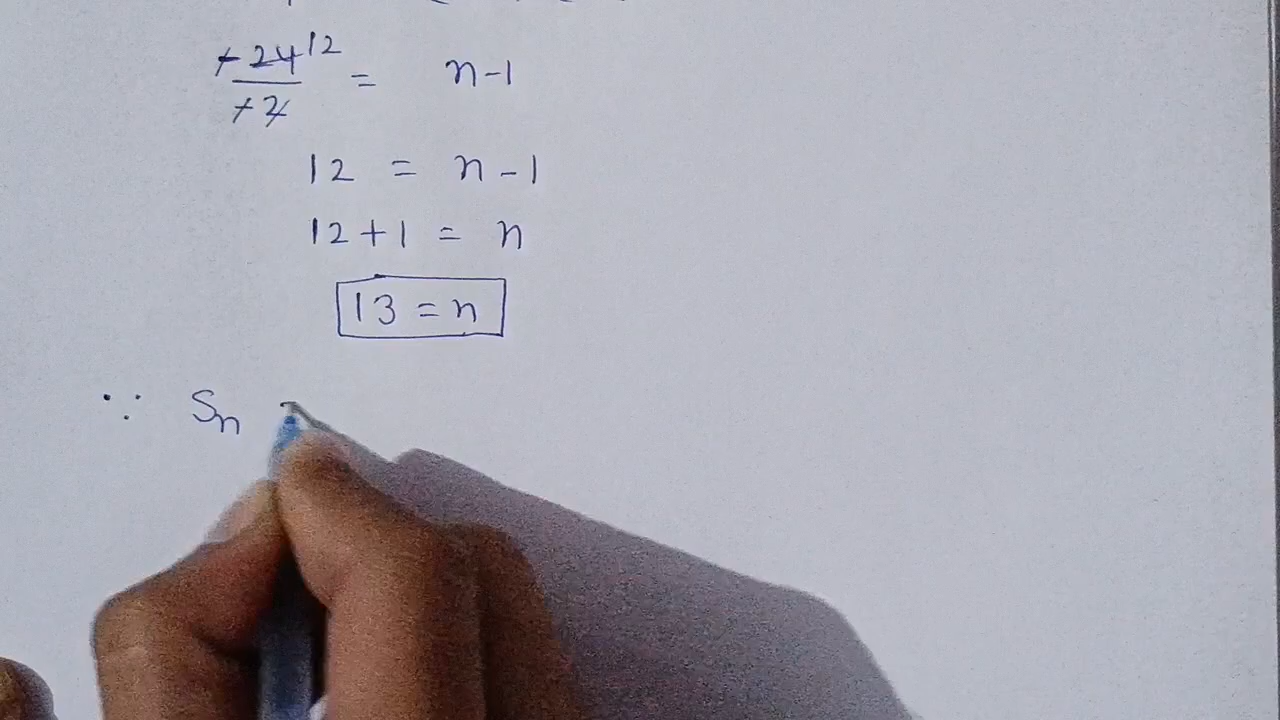 -24 12 / -2 = n-1
12 = n-1
12+1 = n
13 = n
∵ Sn